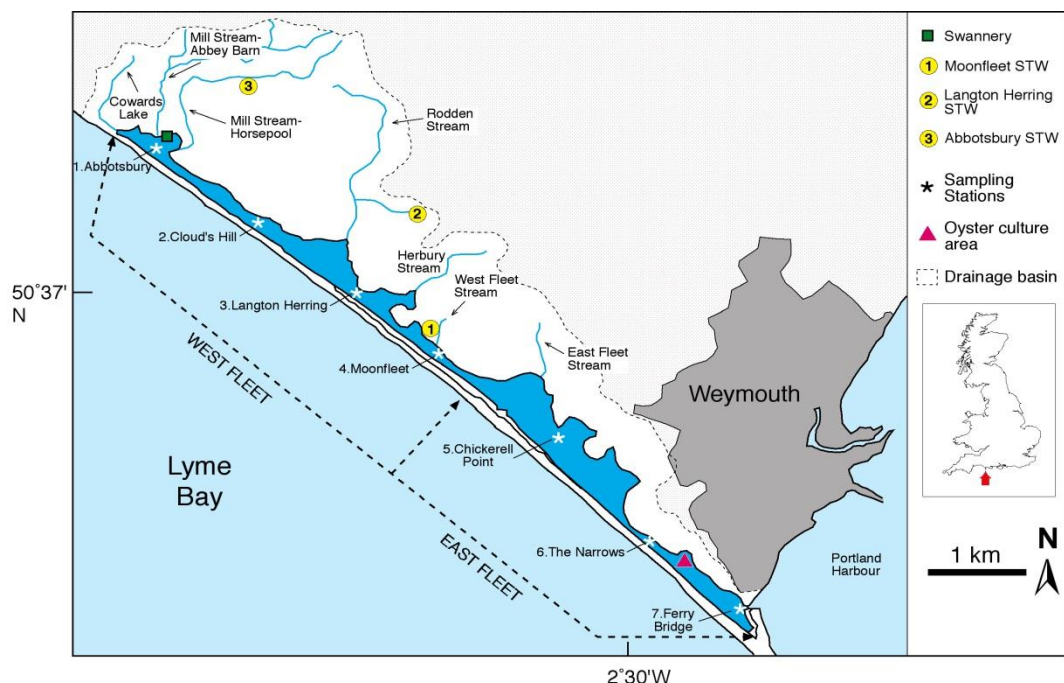 Mill Stream-
Abbey Barn
Cowards
Lake
3
Mill Stream-
Horsepool
Rodden
Stream
1.Abbotsbury
2
2.Cloud's Hill
Herbury
Stream
West Fleet
Stream
50°37'
N
3.Langton Herring
1
4.Moonfleet
East Fleet
Stream
WEST FLEET
Weymouth
5.Chickerell
Point
Lyme
Bay
6.The Narrows
EAST FLEET
Portland
Harbour
7.Ferry
Bridge
2°30'W
Swannery
1 Moonfleet STW
2 Langton Herring
STW
3 Abbotsbury STW
Sampling
Stations
Oyster culture
area
Drainage basin
N
1 km